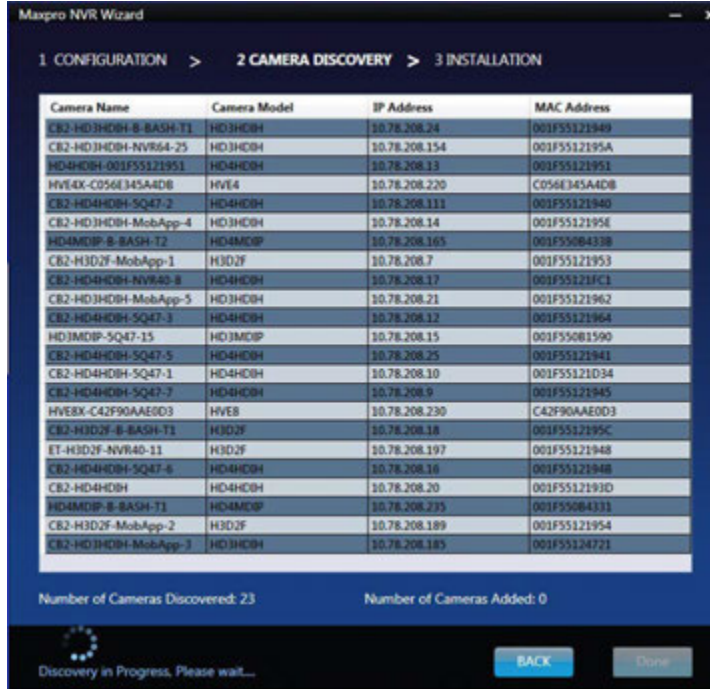 Maxpro NVR Wizard
1 CONFIGURATION > 2 CAMERA DISCOVERY > 3 INSTALLATION
Camera Name Camera Model IP Address MAC Address
CB2-HD3HDIH-B-BASH-T1 HD3HDIH 10.78.208.24 001F55121949
CB2-HD3HDIH-NVR64-25 HD3HDIH 10.78.208.154 001F5512195A
HD4HDIH-001F55121951 HD4HDIH 10.78.208.13 001F55121951
HVE4X-C056E345A4DB HVE4 10.78.208.220 C056E345A4DB
CB2-HD4HDIH-5Q47-2 HD4HDIH 10.78.208.111 001F55121940
CB2-HD3HDIH-MobApp-4 HD3HDIH 10.78.208.14 001F5512195E
HD4MDIP-B-BASH-T2 HD4MDIP 10.78.208.165 001F550B433B
CB2-H3D2F-MobApp-1 H3D2F 10.78.208.7 001F55121953
CB2-HD4HDIH-NVR40-8 HD4HDIH 10.78.208.17 001F55121FC1
CB2-HD3HDIH-MobApp-5 HD3HDIH 10.78.208.21 001F55121962
CB2-HD4HDIH-5Q47-3 HD4HDIH 10.78.208.12 001F55121964
HD3MDIP-5Q47-15 HD3MDIP 10.78.208.15 001F550B1590
CB2-HD4HDIH-5Q47-5 HD4HDIH 10.78.208.25 001F55121941
CB2-HD4HDIH-5Q47-1 HD4HDIH 10.78.208.10 001F55121D34
CB2-HD4HDIH-5Q47-7 HD4HDIH 10.78.208.9 001F55121945
HVE8X-C42F90AAE0D3 HVE8 10.78.208.230 C42F90AAE0D3
CB2-H3D2F-B-BASH-T1 H3D2F 10.78.208.18 001F5512195C
ET-H3D2F-NVR40-11 H3D2F 10.78.208.197 001F55121948
CB2-HD4HDIH-5Q47-6 HD4HDIH 10.78.208.16 001F5512194B
CB2-HD4HDIH HD4HDIH 10.78.208.20 001F5512193D
HD4MDIP-B-BASH-T1 HD4MDIP 10.78.208.235 001F550B4331
CB2-H3D2F-MobApp-2 H3D2F 10.78.208.189 001F55121954
CB2-HD3HDIH-MobApp-3 HD3HDIH 10.78.208.185 001F55124721
Number of Cameras Discovered: 23 Number of Cameras Added: 0
Discovery in Progress, Please wait.... BACK Done